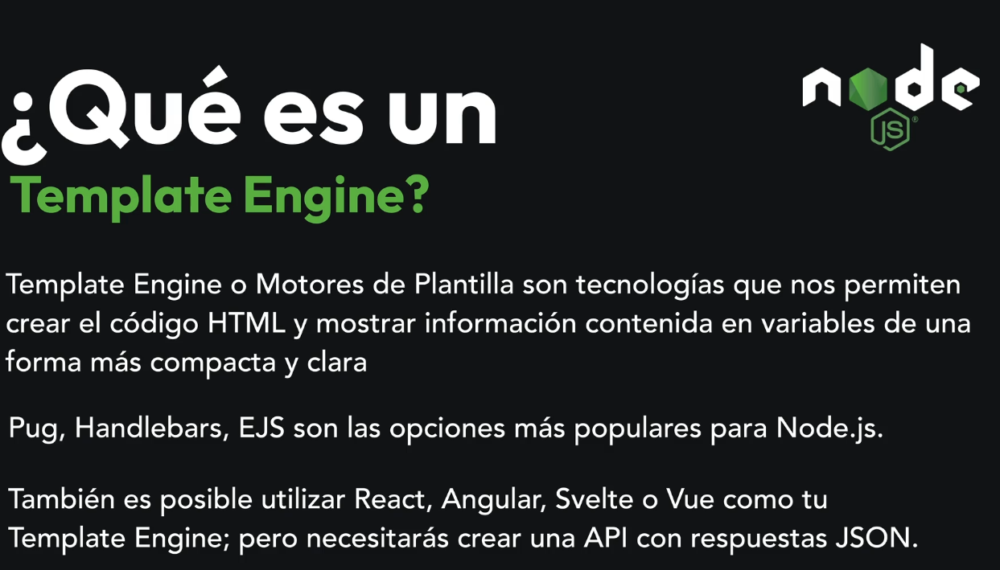 ¿Qué es un
node
JS®
Template Engine?
Template Engine o Motores de Plantilla son tecnologías que nos permiten
crear el código HTML y mostrar información contenida en variables de una
forma más compacta y clara
Pug, Handlebars, EJS son las opciones más populares para Node.js.
También es posible utilizar React, Angular, Svelte o Vue como tu
Template Engine; pero necesitarás crear una API con respuestas JSON.